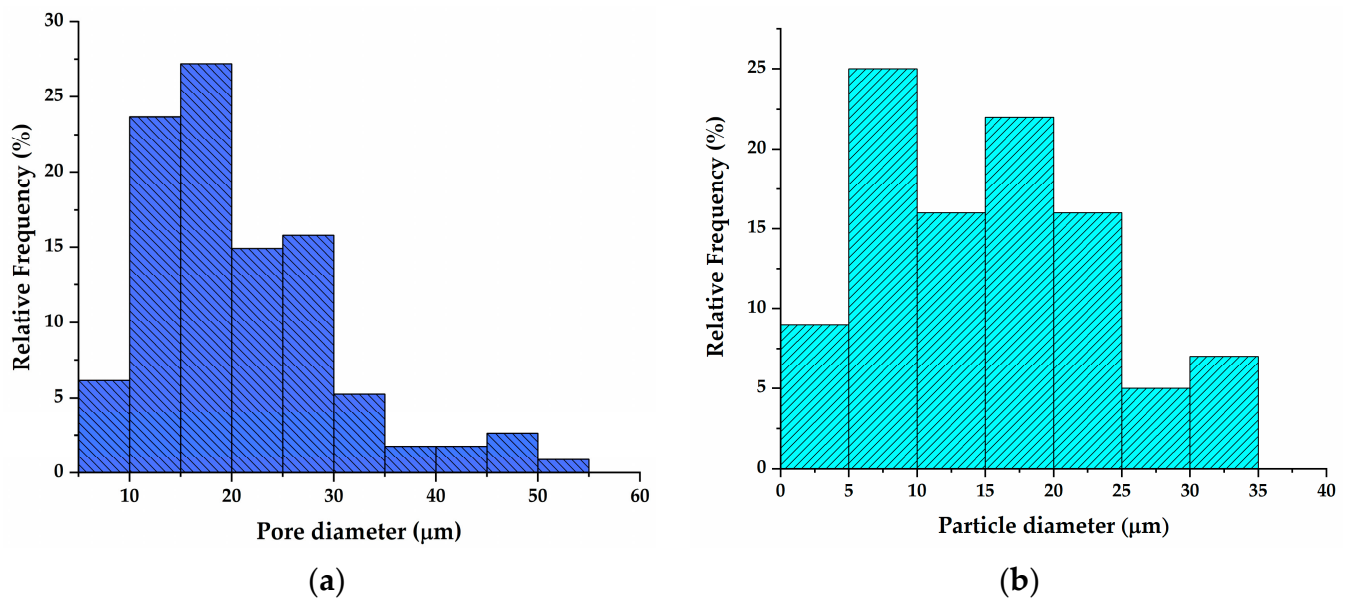 30
25
20
15
10
5
0
Relative Frequency (%)
10 20 30 40 50 60
Pore diameter (μm)
(a)
25
20
15
10
5
0
Relative Frequency (%)
0 5 10 15 20 25 30 35 40
Particle diameter (μm)
(b)